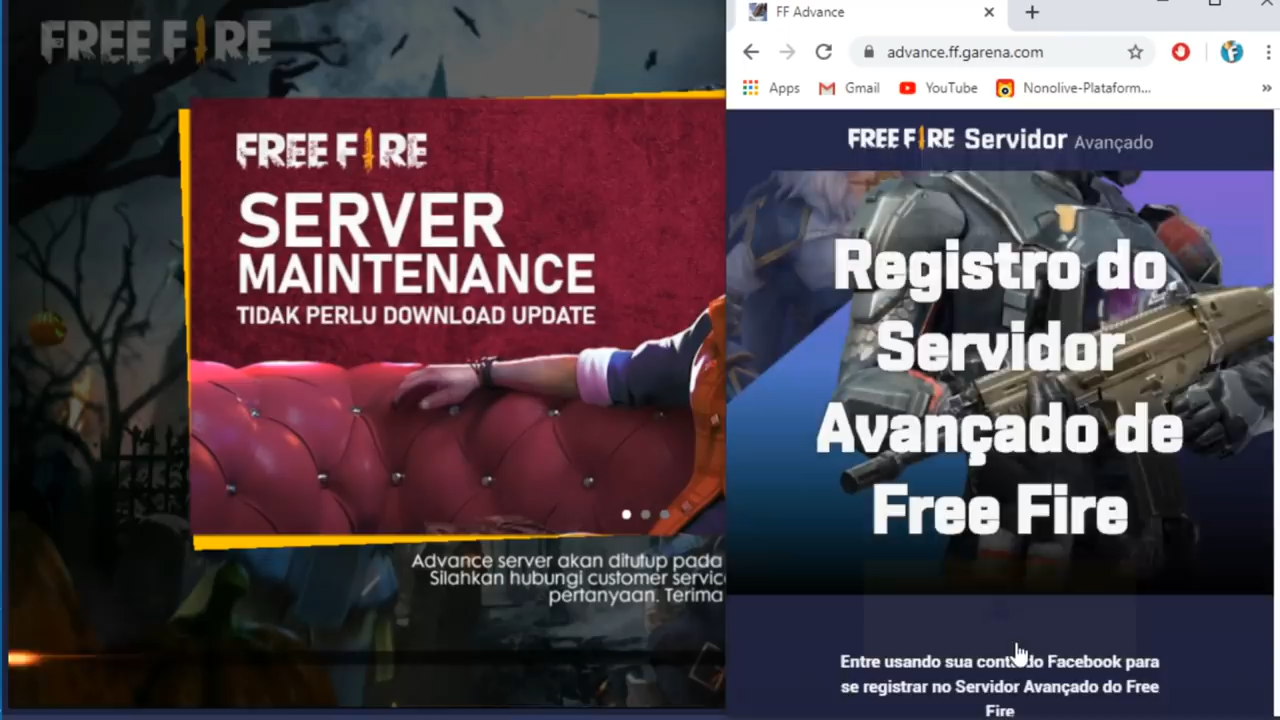 FREE FIRE
FREE FIRE
SERVER
MAINTENANCE
TIDAK PERLU DOWNLOAD UPDATE
Advance server akan ditutup pada
Silahkan hubungi customer servic
pertanyaan. Terima
FF Advance
advance.ff.garena.com
Apps Gmail YouTube Nonolive-Plataform... »
FREE FIRE Servidor Avançado
Registro do
Servidor
Avançado de
Free Fire
Entre usando sua conta do Facebook para
se registrar no Servidor Avançado do Free
Fire